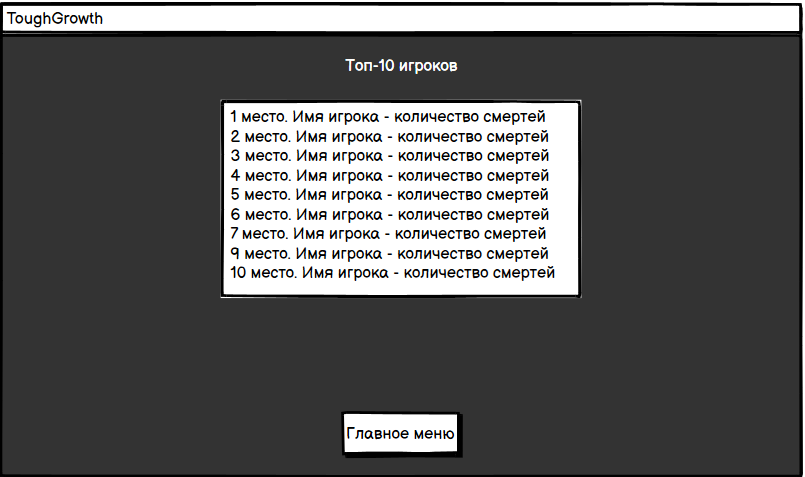 ToughGrowth
Топ-10 игроков
1 место. Имя игрока - количество смертей
2 место. Имя игрока - количество смертей
3 место. Имя игрока - количество смертей
4 место. Имя игрока - количество смертей
5 место. Имя игрока - количество смертей
6 место. Имя игрока - количество смертей
7 место. Имя игрока - количество смертей
9 место. Имя игрока - количество смертей
10 место. Имя игрока - количество смертей
Главное меню